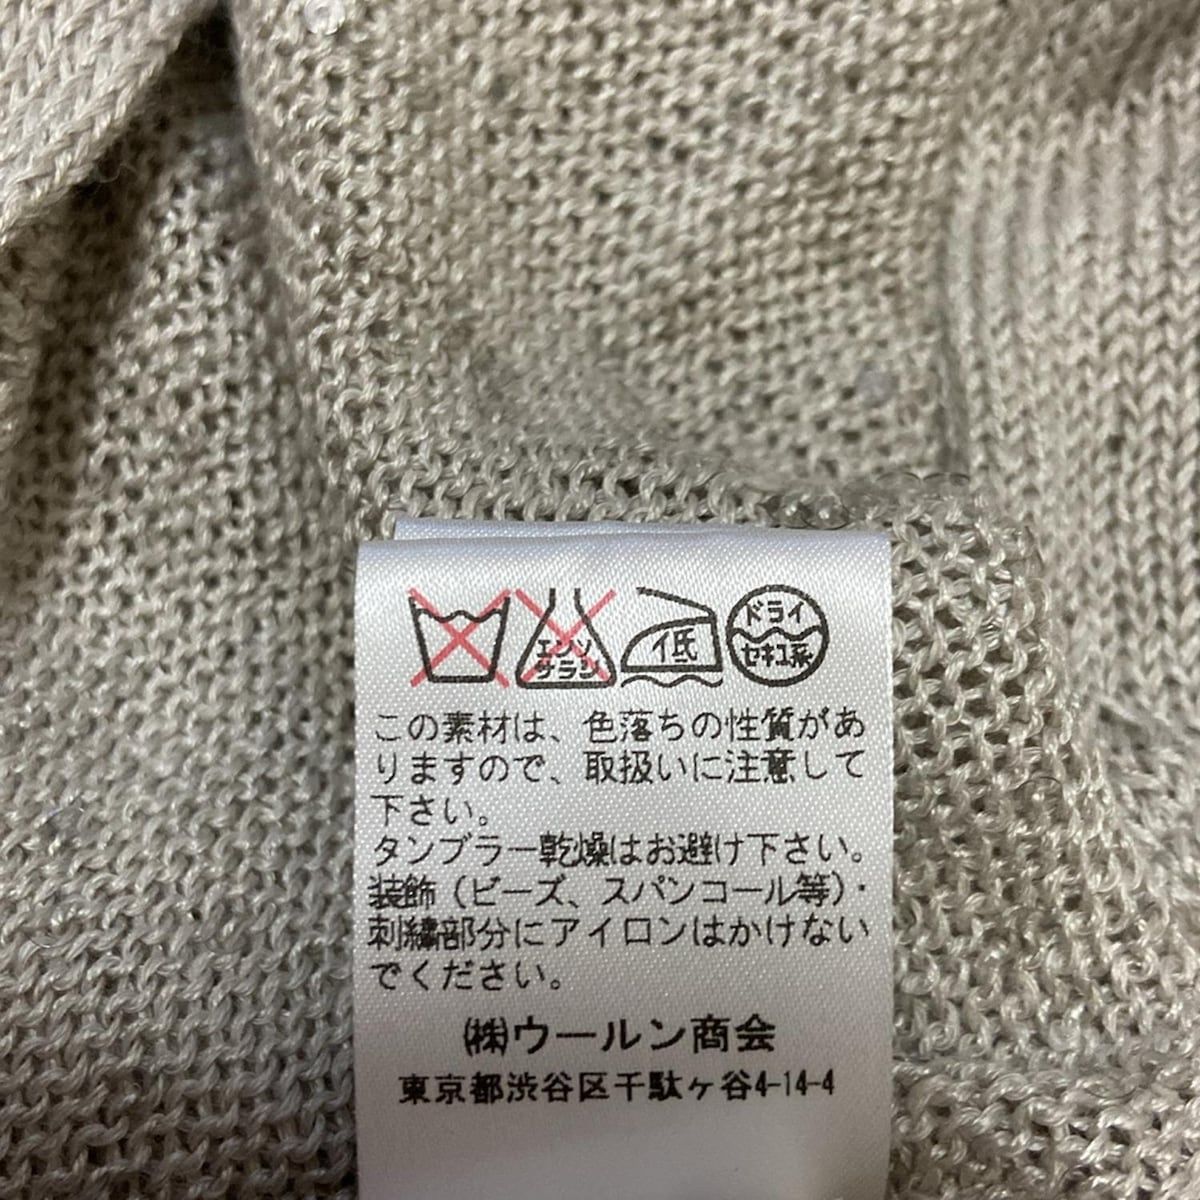 エンソ
サラシ
低
ドライ
セキユ系
この素材は、色落ちの性質があ
りますので、取扱いに注意して
下さい。
タンブラー乾燥はお避け下さい。
装飾（ビーズ、スパンコール等）・
刺繍部分にアイロンはかけない
でください。
㈱ウールン商会
東京都渋谷区千駄ヶ谷4-14-4